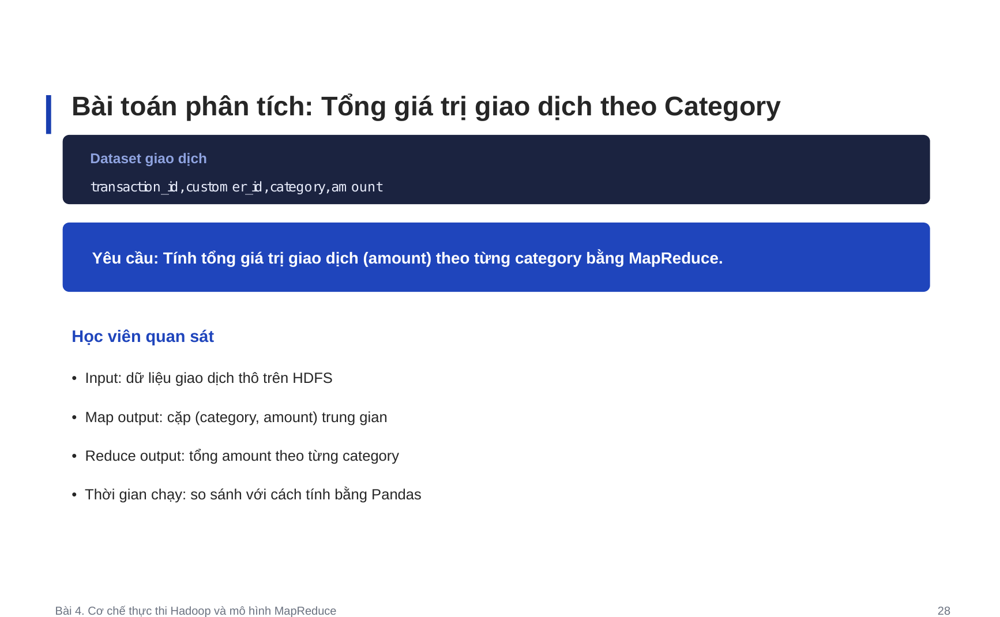 Bài toán phân tích: Tổng giá trị giao dịch theo Category
Dataset giao dịch
transaction_id,customer_id,category,amount
Yêu cầu: Tính tổng giá trị giao dịch (amount) theo từng category bằng MapReduce.
Học viên quan sát
• Input: dữ liệu giao dịch thô trên HDFS
• Map output: cặp (category, amount) trung gian
• Reduce output: tổng amount theo từng category
• Thời gian chạy: so sánh với cách tính bằng Pandas
Bài 4. Cơ chế thực thi Hadoop và mô hình MapReduce
28